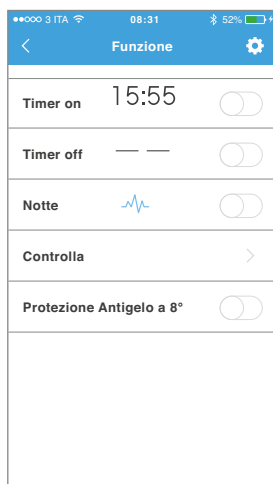 3 ITA 08:31 52%
Funzione
Timer on 15:55
Timer off — —
Notte
Controlla
Protezione Antigelo a 8°